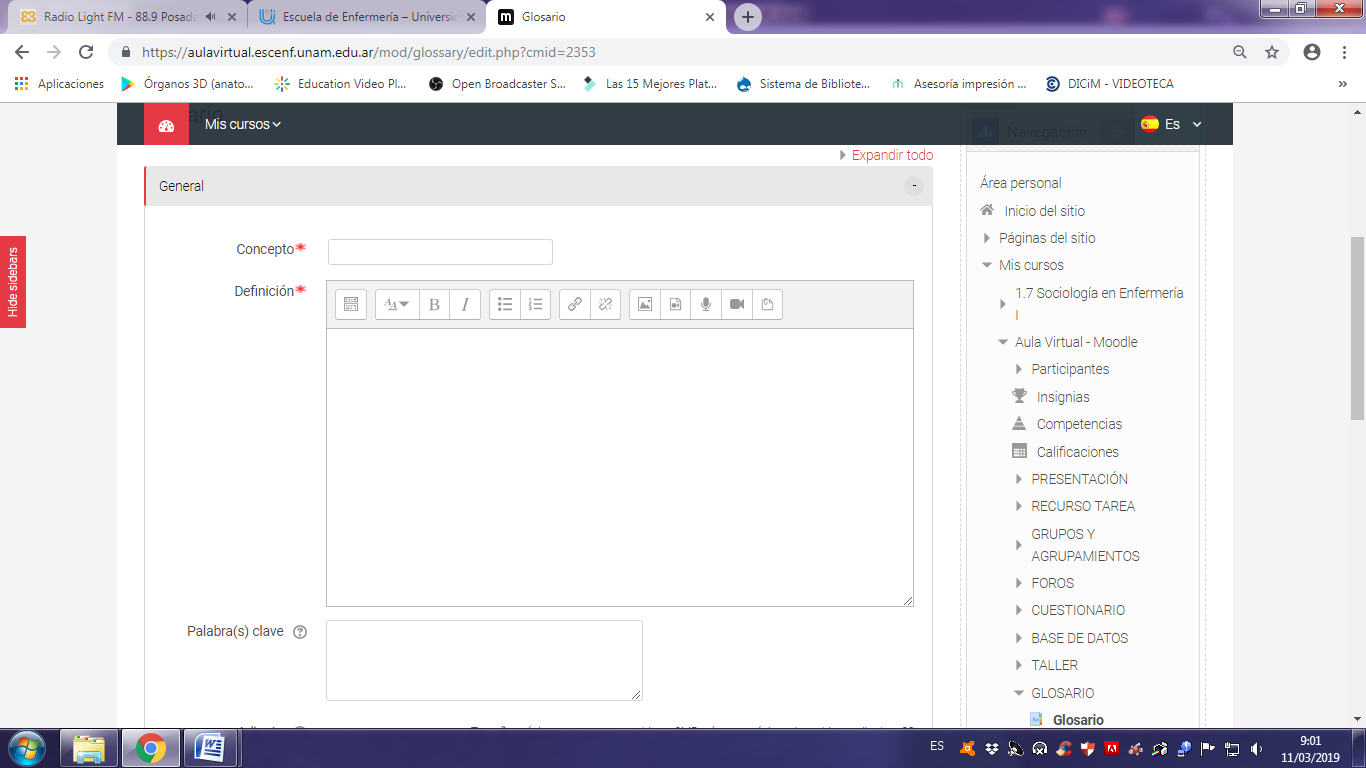 Radio Light FM - 88.9 Posada
Escuela de Enfermería – Universi
Glosario
https://aulavirtual.escenf.unam.edu.ar/mod/glossary/edit.php?cmid=2353
Aplicaciones
Órganos 3D (anato...
Education Video Pl...
Open Broadcaster S...
Las 15 Mejores Plat...
Sistema de Bibliote...
Asesoría impresión ...
DICiM - VIDEOTECA
»
Mis cursos
Es
Navegación
Expandir todo
General
-
Concepto
Definición
Palabra(s) clave
Hide sidebars
Área personal
Inicio del sitio
Páginas del sitio
Mis cursos
1.7 Sociología en Enfermería
I
Aula Virtual - Moodle
Participantes
Insignias
Competencias
Calificaciones
PRESENTACIÓN
RECURSO TAREA
GRUPOS Y
AGRUPAMIENTOS
FOROS
CUESTIONARIO
BASE DE DATOS
TALLER
GLOSARIO
Glosario
ES
9:01
11/03/2019